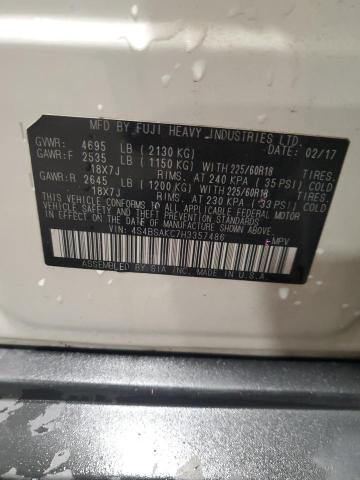 MFD BY FUJI HEAVY INDUSTRIES LTD.
GVWR: 4695 LB (2130 KG) DATE: 02/17
GAWR:F 2535 LB (1150 KG) WITH 225/60R18 TIRES.
18X7J RIMS. AT 240 KPA (35 PSI) COLD
GAWR:R 2645 LB (1200 KG) WITH 225/60R18 TIRES.
18X7J RIMS. AT 230 KPA (33 PSI) COLD
THIS VEHICLE CONFORMS TO ALL APPLICABLE FEDERAL MOTOR
VEHICLE SAFETY AND
STANDARDS IN EFFECT ON THE DATE OF MANUFACTURE SHOWN ABOVE.
VIN: 4S4BSAKC7H3357486 MPV
ASSEMBLED BY SIA INC. MADE IN U.S.A